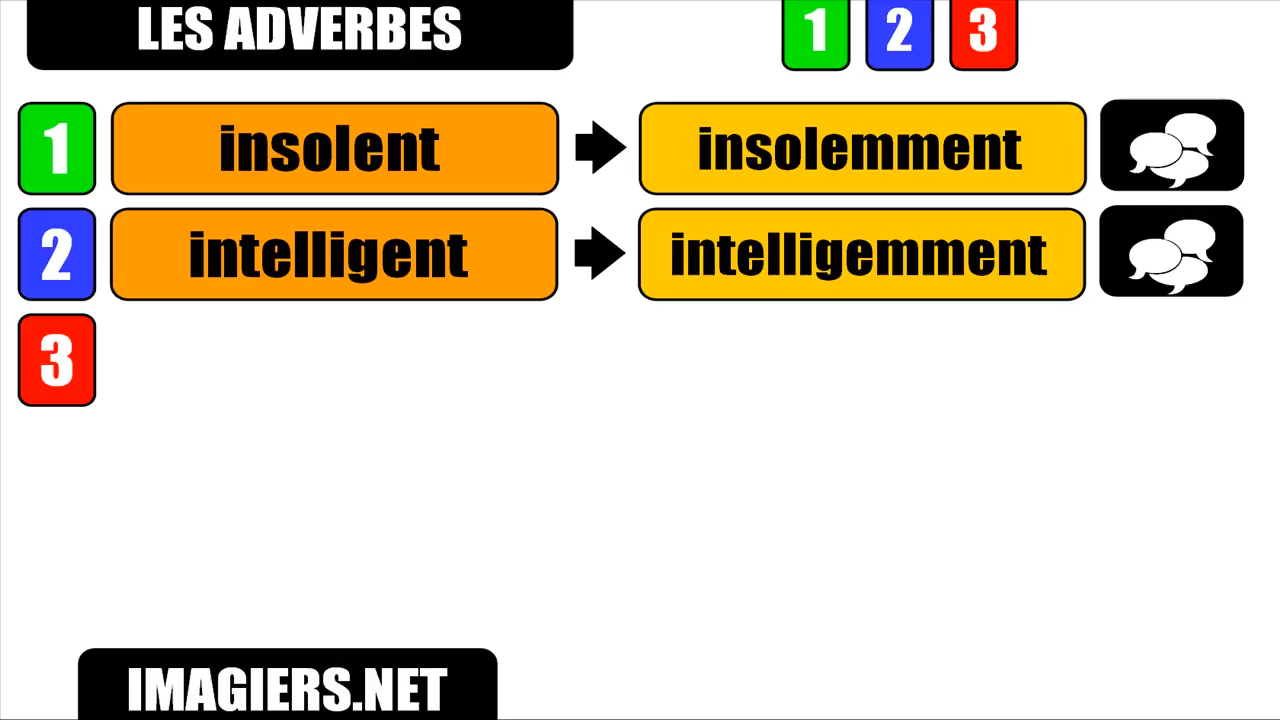 LES ADVERBES
1 2 3
1 insolent insolemment
2 intelligent intelligemment
3
IMAGIERS.NET